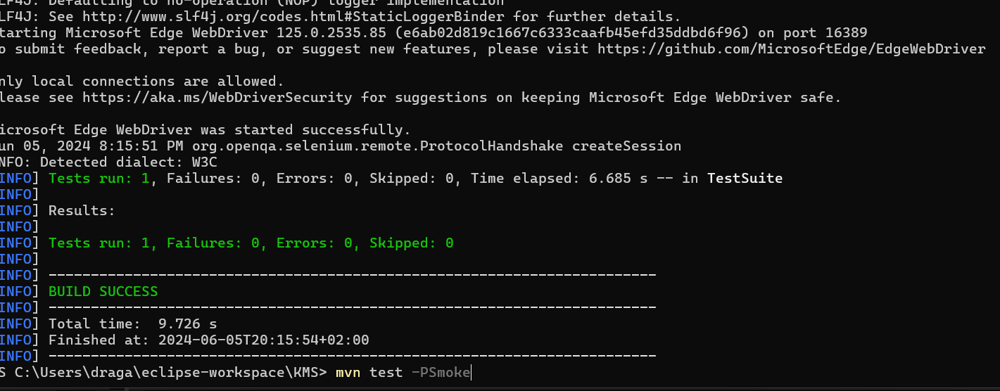 LF4J: Defaulting to no-operation (NOP) logger implementation
LF4J: See http://www.slf4j.org/codes.html#StaticLoggerBinder for further details.
tarting Microsoft Edge WebDriver 125.0.2535.85 (e6ab02d819c1667c6333caafb45efd35ddbd6f96) on port 16389
o submit feedback, report a bug, or suggest new features, please visit https://github.com/MicrosoftEdge/EdgeWebDriver
nly local connections are allowed.
lease see https://aka.ms/WebDriverSecurity for suggestions on keeping Microsoft Edge WebDriver safe.
icrosoft Edge WebDriver was started successfully.
un 05, 2024 8:15:51 PM org.openqa.selenium.remote.ProtocolHandshake createSession
NFO: Detected dialect: W3C
INFO] Tests run: 1, Failures: 0, Errors: 0, Skipped: 0, Time elapsed: 6.685 s -- in TestSuite
INFO]
INFO] Results:
INFO]
INFO] Tests run: 1, Failures: 0, Errors: 0, Skipped: 0
INFO]
INFO] ------------------------------------------------------------------------
INFO] BUILD SUCCESS
INFO] ------------------------------------------------------------------------
INFO] Total time:  9.726 s
INFO] Finished at: 2024-06-05T20:15:54+02:00
INFO] ------------------------------------------------------------------------
S C:\Users\draga\eclipse-workspace\KMS> mvn test -PSmoke